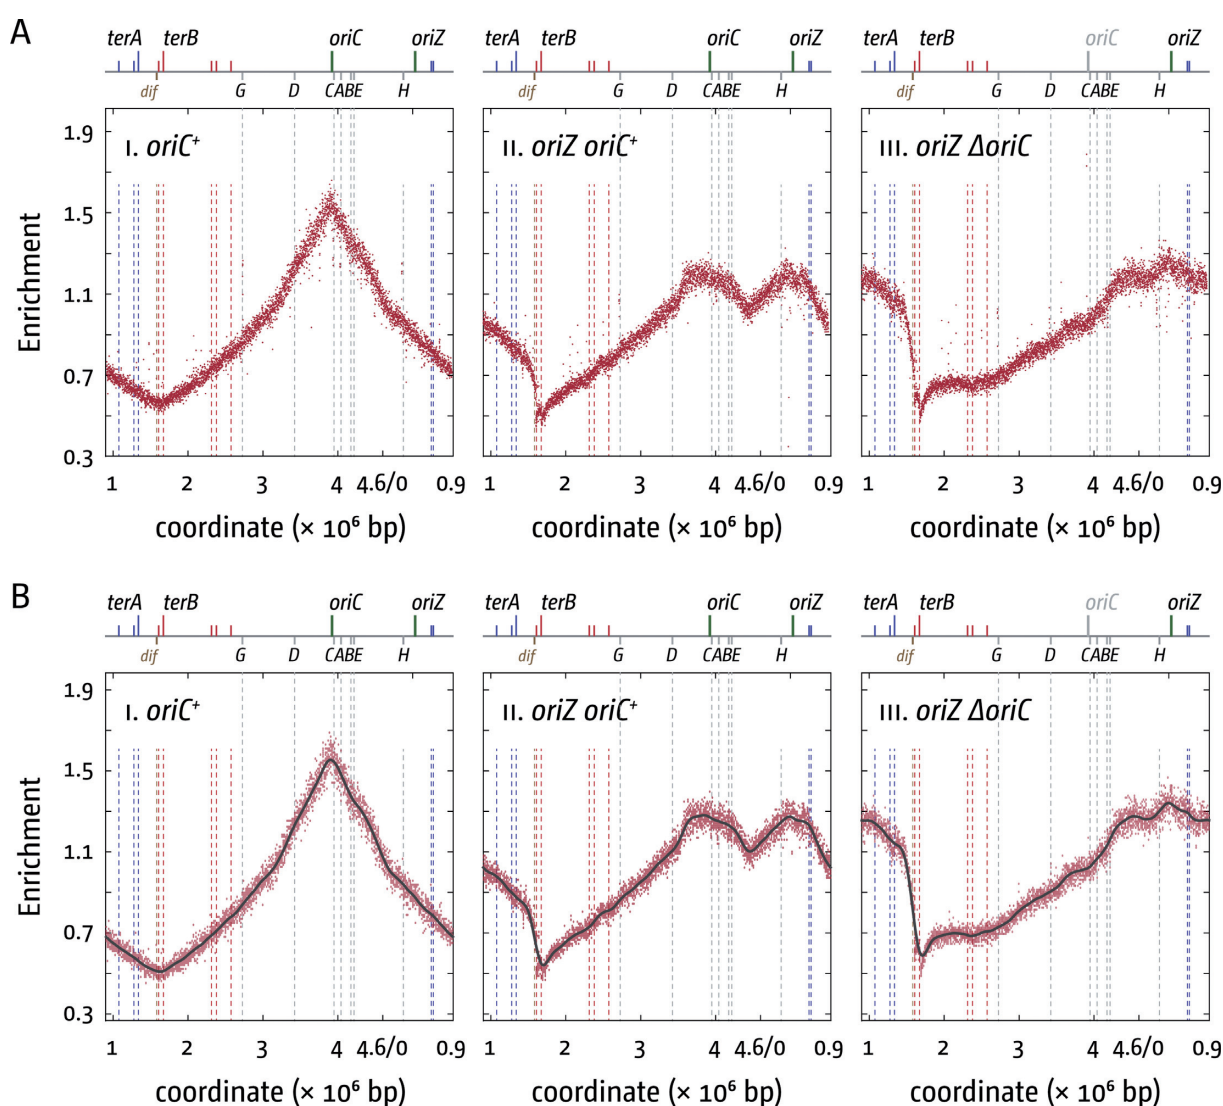 A
terA terB oriC oriZ
terA terB oriC oriZ
terA terB oriC oriZ
dif G D CABE H
dif G D CABE H
dif G D CABE H
Enrichment
1.9
1.5
1.1
0.7
0.3
I. oriC⁺
II. oriZ oriC⁺
III. oriZ ΔoriC
1 2 3 4 4.6/0 0.9
1 2 3 4 4.6/0 0.9
1 2 3 4 4.6/0 0.9
coordinate (× 10⁶ bp)
coordinate (× 10⁶ bp)
coordinate (× 10⁶ bp)
B
terA terB oriC oriZ
terA terB oriC oriZ
terA terB oriC oriZ
dif G D CABE H
dif G D CABE H
dif G D CABE H
Enrichment
1.9
1.5
1.1
0.7
0.3
I. oriC⁺
II. oriZ oriC⁺
III. oriZ ΔoriC
1 2 3 4 4.6/0 0.9
1 2 3 4 4.6/0 0.9
1 2 3 4 4.6/0 0.9
coordinate (× 10⁶ bp)
coordinate (× 10⁶ bp)
coordinate (× 10⁶ bp)